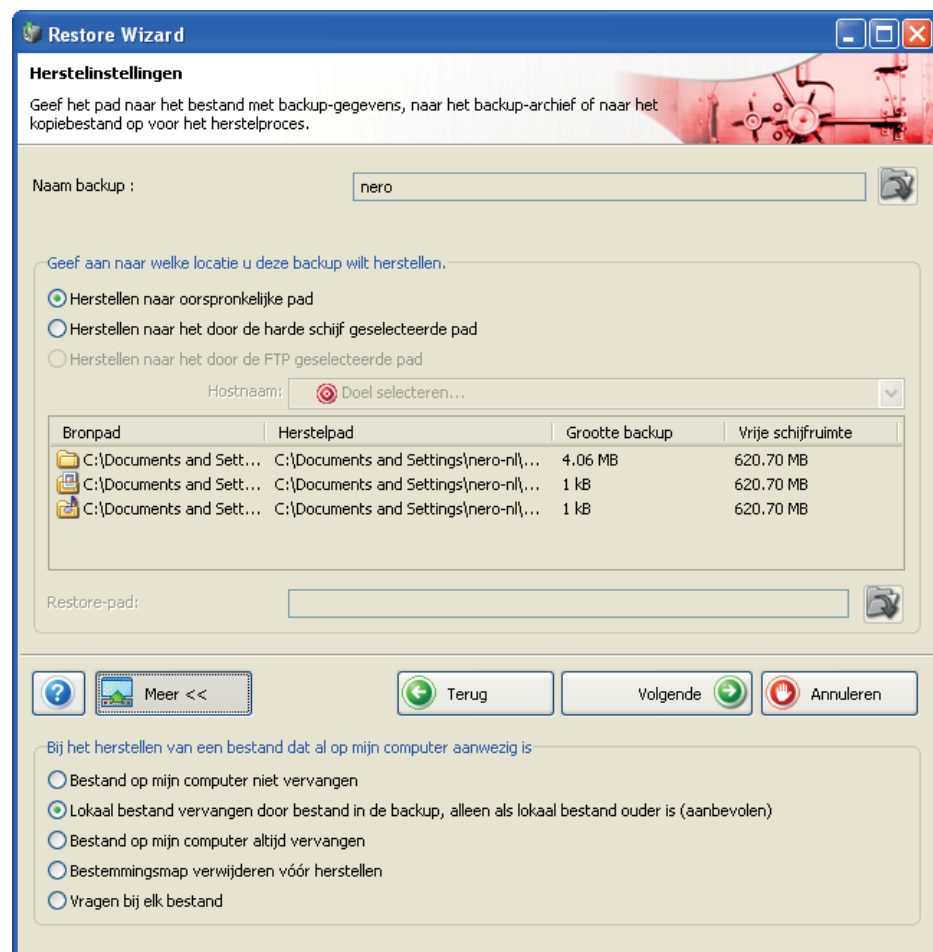 Restore Wizard
Herstelinstellingen
Geef het pad naar het bestand met backup-gegevens, naar het backup-archief of naar het
kopiebestand op voor het herstelproces.
Naam backup :
nero
Geef aan naar welke locatie u deze backup wilt herstellen.
Herstellen naar oorspronkelijke pad
Herstellen naar het door de harde schijf geselecteerde pad
Herstellen naar het door de FTP geselecteerde pad
Hostnaam: Doel selecteren...
Bronpad Herstelpad Grootte backup Vrije schijfruimte
C:\Documents and Sett... C:\Documents and Settings\nero-nl\... 4.06 MB 620.70 MB
C:\Documents and Sett... C:\Documents and Settings\nero-nl\... 1 kB 620.70 MB
C:\Documents and Sett... C:\Documents and Settings\nero-nl\... 1 kB 620.70 MB
Restore-pad:
? Meer << Terug Volgende Annuleren
Bij het herstellen van een bestand dat al op mijn computer aanwezig is
Bestand op mijn computer niet vervangen
Lokaal bestand vervangen door bestand in de backup, alleen als lokaal bestand ouder is (aanbevolen)
Bestand op mijn computer altijd vervangen
Bestemmingsmap verwijderen vóór herstellen
Vragen bij elk bestand